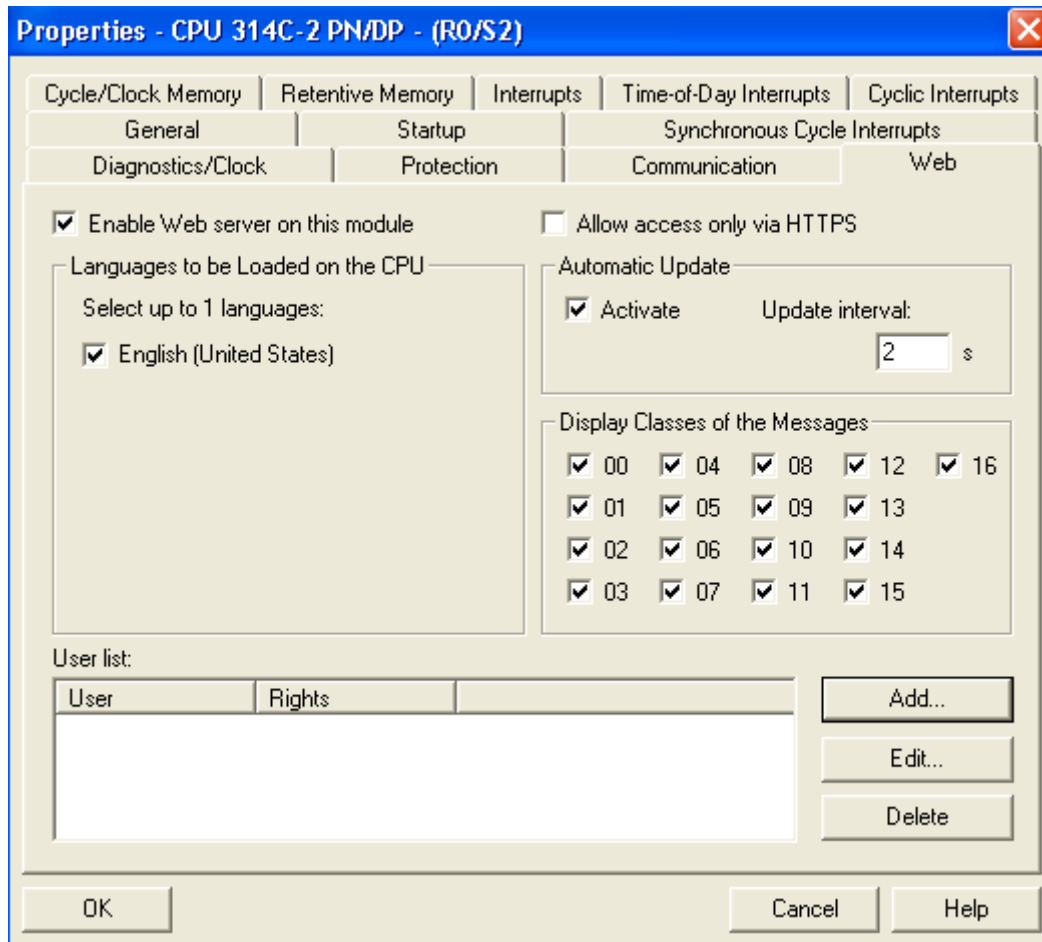 Properties - CPU 314C-2 PN/DP - (R0/S2)
Cycle/Clock Memory Retentive Memory Interrupts Time-of-Day Interrupts Cyclic Interrupts
General Startup Synchronous Cycle Interrupts
Diagnostics/Clock Protection Communication Web
Enable Web server on this module
Allow access only via HTTPS
Languages to be Loaded on the CPU
Select up to 1 languages:
English (United States)
Automatic Update
Activate Update interval:
2 s
Display Classes of the Messages
00 04 08 12 16
01 05 09 13
02 06 10 14
03 07 11 15
User list:
User Rights
Add...
Edit...
Delete
OK Cancel Help